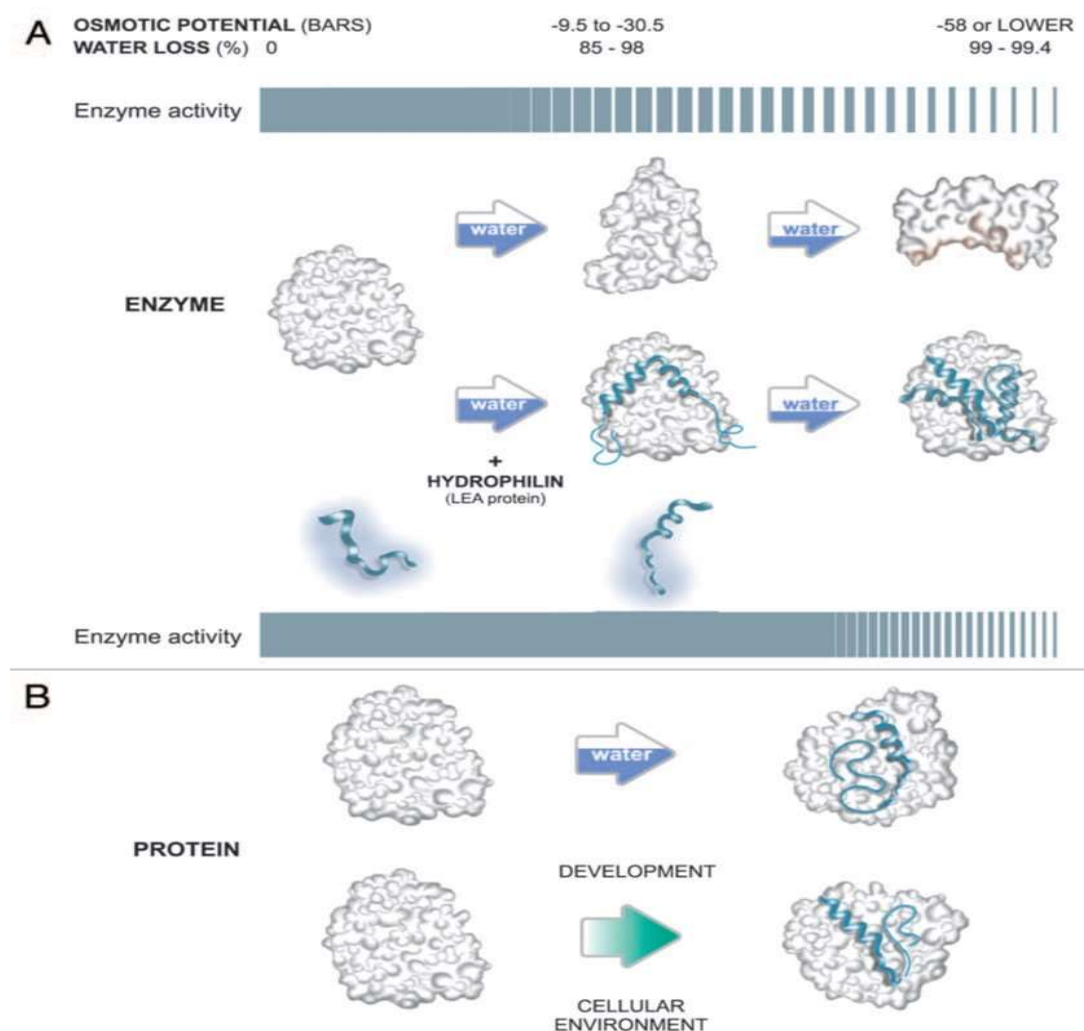 A
OSMOTIC POTENTIAL (BARS) -9.5 to -30.5 -58 or LOWER
WATER LOSS (%) 0 85 - 98 99 - 99.4
Enzyme activity
water water
ENZYME
water water
+
HYDROPHILIN
(LEA protein)
Enzyme activity
B
water
PROTEIN
DEVELOPMENT
CELLULAR
ENVIRONMENT